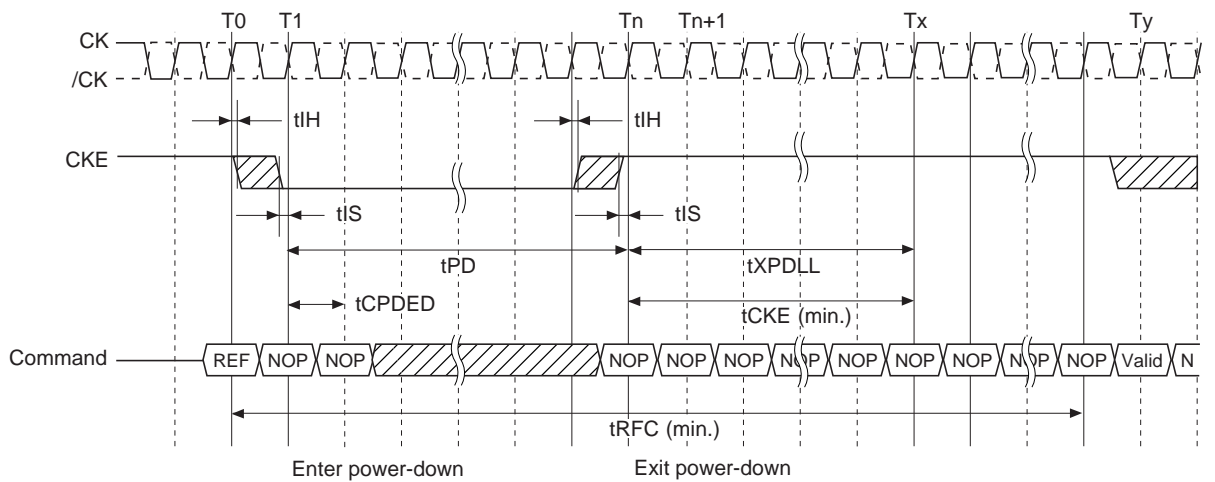 T0 T1 Tn Tn+1 Tx Ty
CK
/CK
tIH tIH
CKE
tIS tIS
tPD tXPDLL
tCPDED tCKE (min.)
Command REF NOP NOP NOP NOP NOP NOP NOP NOP NOP NOP NOP Valid N
tRFC (min.)
Enter power-down Exit power-down